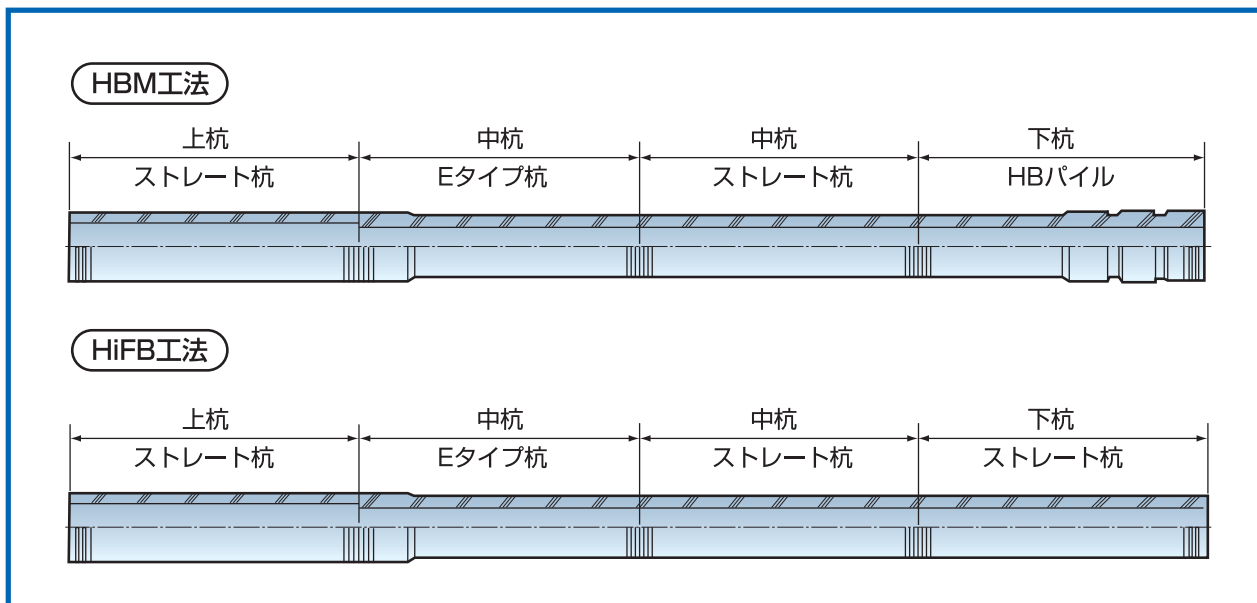 HBM工法
上杭 中杭 中杭 下杭
ストレート杭 Eタイプ杭 ストレート杭 HBパイル
HiFB工法
上杭 中杭 中杭 下杭
ストレート杭 Eタイプ杭 ストレート杭 ストレート杭